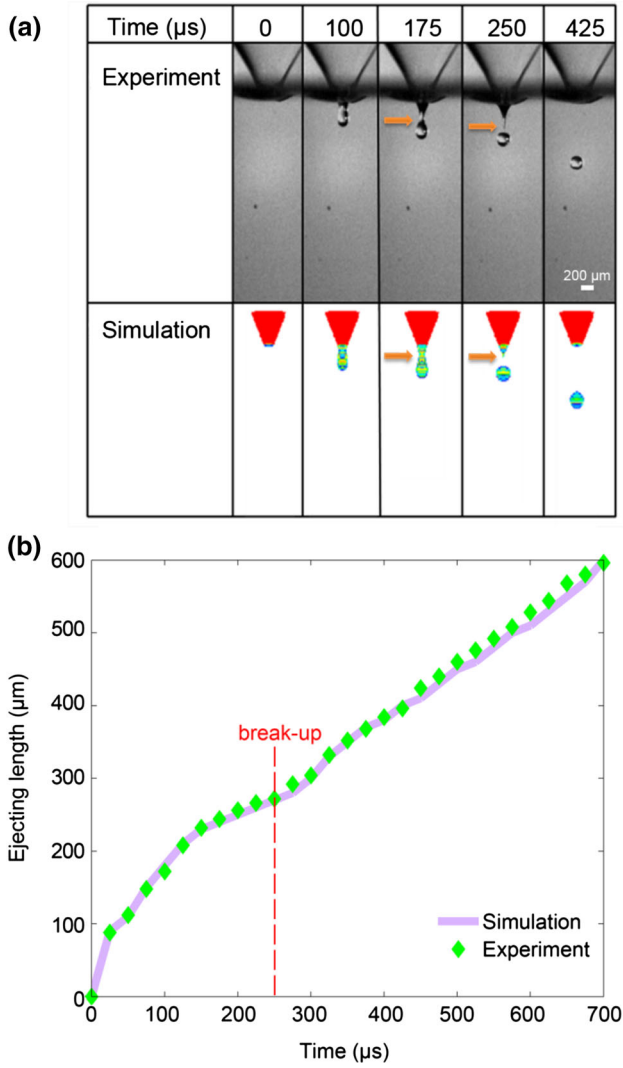 (a)
Time (µs) 0 100 175 250 425
Experiment
200 µm
Simulation
(b)
600
500
400
300
200
100
0
Ejecting length (µm)
break-up
Simulation
Experiment
0 100 200 300 400 500 600 700
Time (µs)